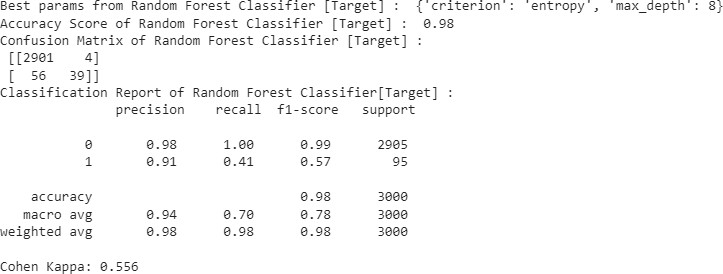 Best params from Random Forest Classifier [Target] :  {'criterion': 'entropy', 'max_depth': 8}
Accuracy Score of Random Forest Classifier [Target] :  0.98
Confusion Matrix of Random Forest Classifier [Target] :
 [[2901    4]
 [  56   39]]
Classification Report of Random Forest Classifier[Target] :
              precision    recall  f1-score   support
           0       0.98      1.00      0.99      2905
           1       0.91      0.41      0.57        95
    accuracy                           0.98      3000
   macro avg       0.94      0.70      0.78      3000
weighted avg       0.98      0.98      0.98      3000
Cohen Kappa: 0.556